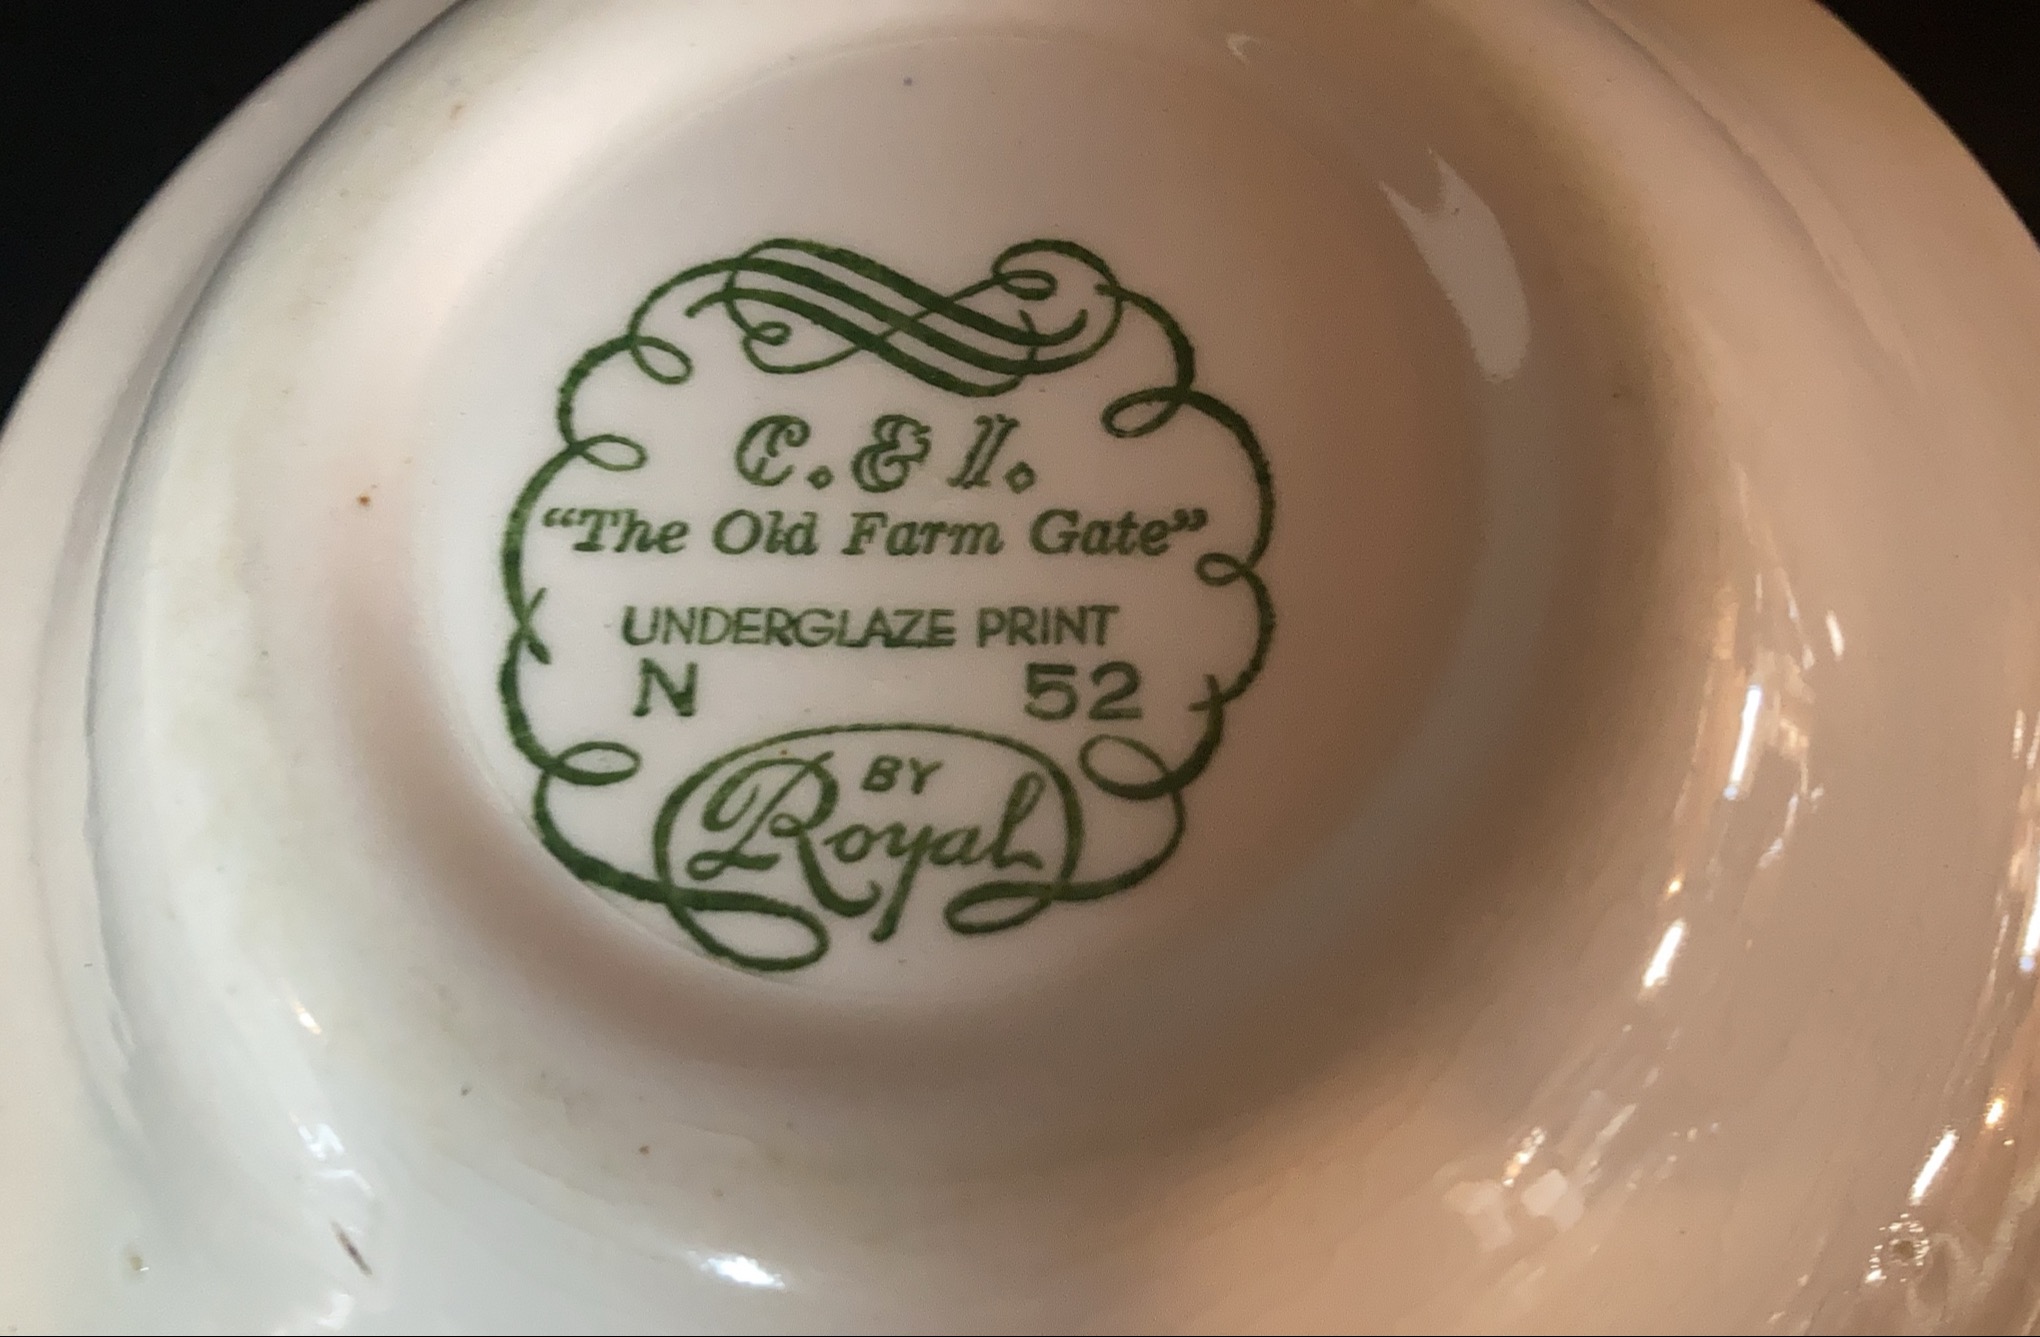 C. & I.
“The Old Farm Gate”
UNDERGLAZE PRINT
N 52
BY
Royal